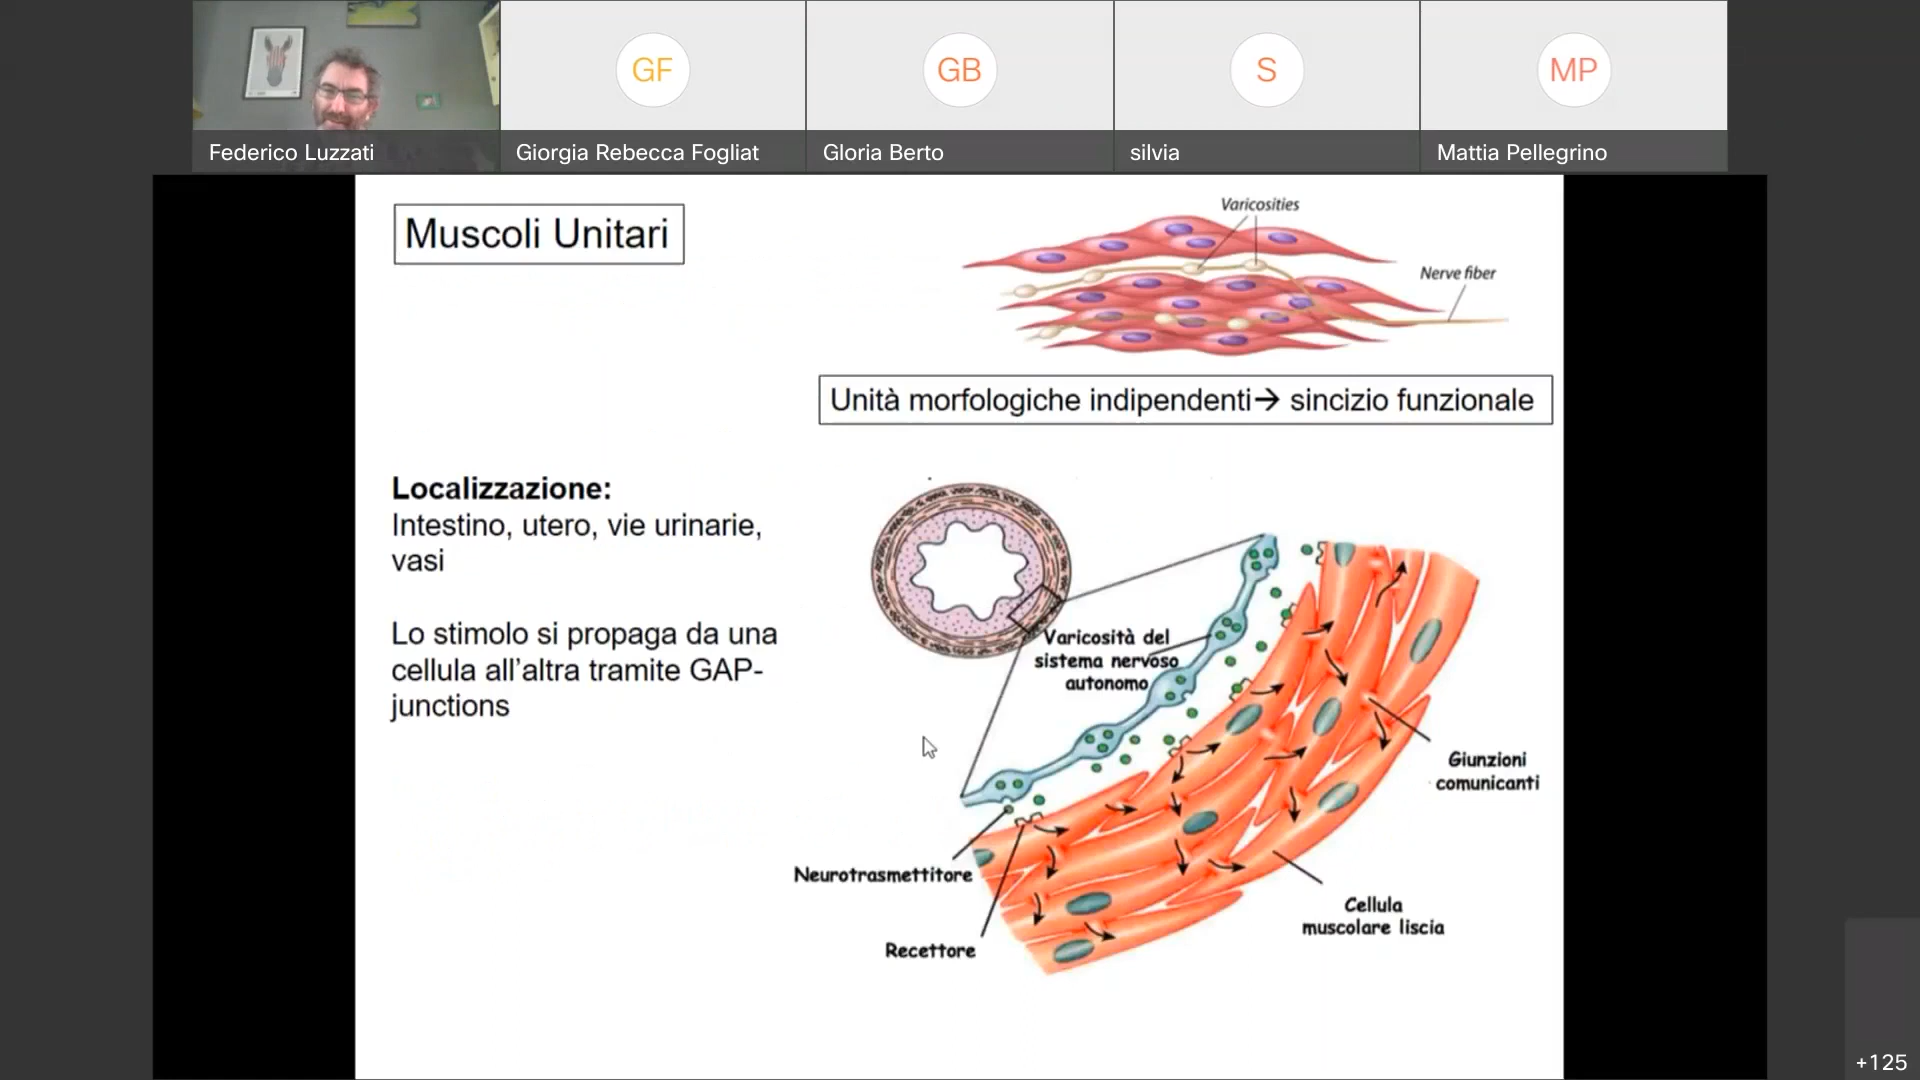 GF
GB
S
MP
Federico Luzzati
Giorgia Rebecca Fogliat
Gloria Berto
silvia
Mattia Pellegrino
Muscoli Unitari
Varicosities
Nerve fiber
Unità morfologiche indipendenti→ sincizio funzionale
Localizzazione:
Intestino, utero, vie urinarie,
vasi
Lo stimolo si propaga da una
cellula all'altra tramite GAP-
junctions
Varicosità del
sistema nervoso
autonomo
Giunzioni
comunicanti
Neurotrasmettitore
Cellula
muscolare liscia
Recettore
+125